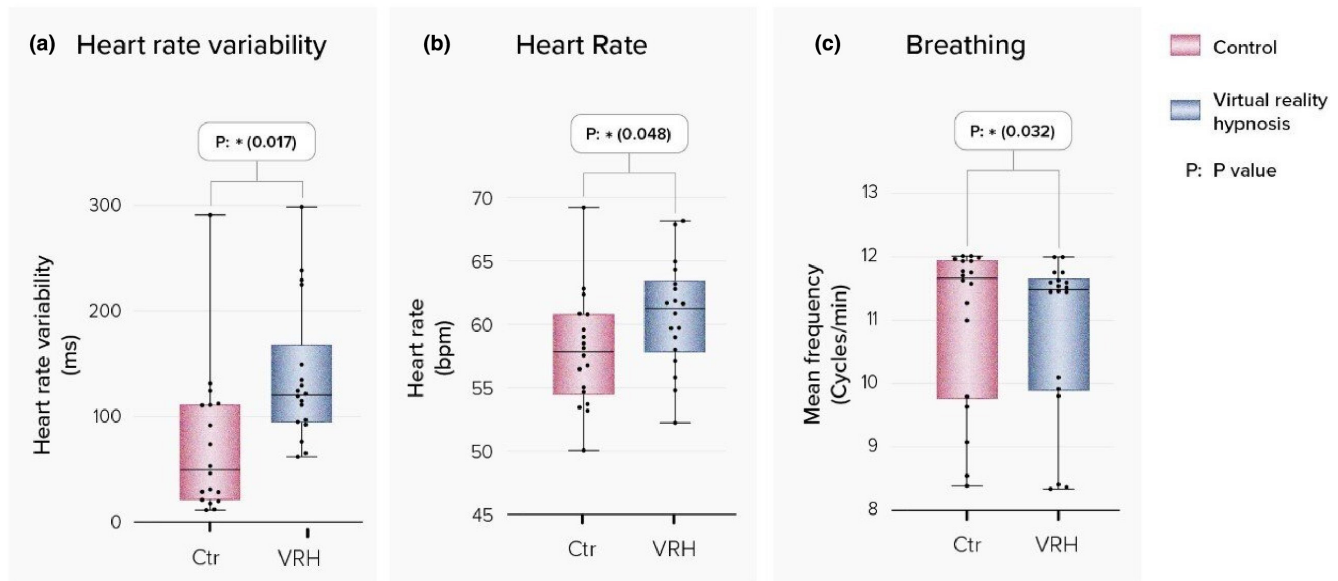 (a) Heart rate variability
P: * (0.017)
300
200
100
0
Heart rate variability
(ms)
Ctr
VRH
(b) Heart Rate
P: * (0.048)
70
65
60
55
50
45
Heart rate
(bpm)
Ctr
VRH
(c) Breathing
P: * (0.032)
13
12
11
10
9
8
Mean frequency
(Cycles/min)
Ctr
VRH
Control
Virtual reality
hypnosis
P: P value